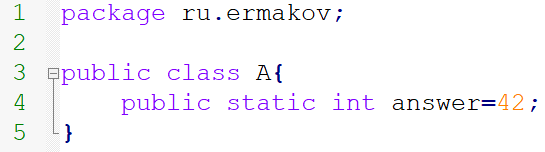 1 package ru.ermakov;
2
3 public class A{
4     public static int answer=42;
5 }